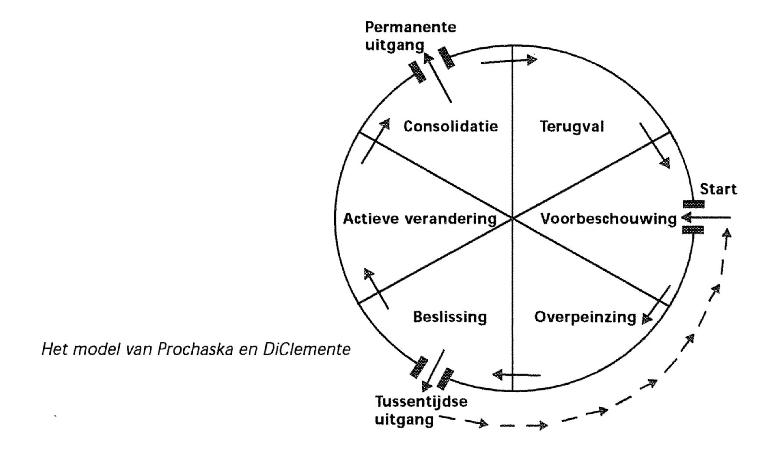 Permanente
uitgang
Consolidatie
Terugval
Start
Actieve verandering
Voorbeschouwing
Beslissing
Overpeinzing
Het model van Prochaska en DiClemente
Tussentijdse
uitgang